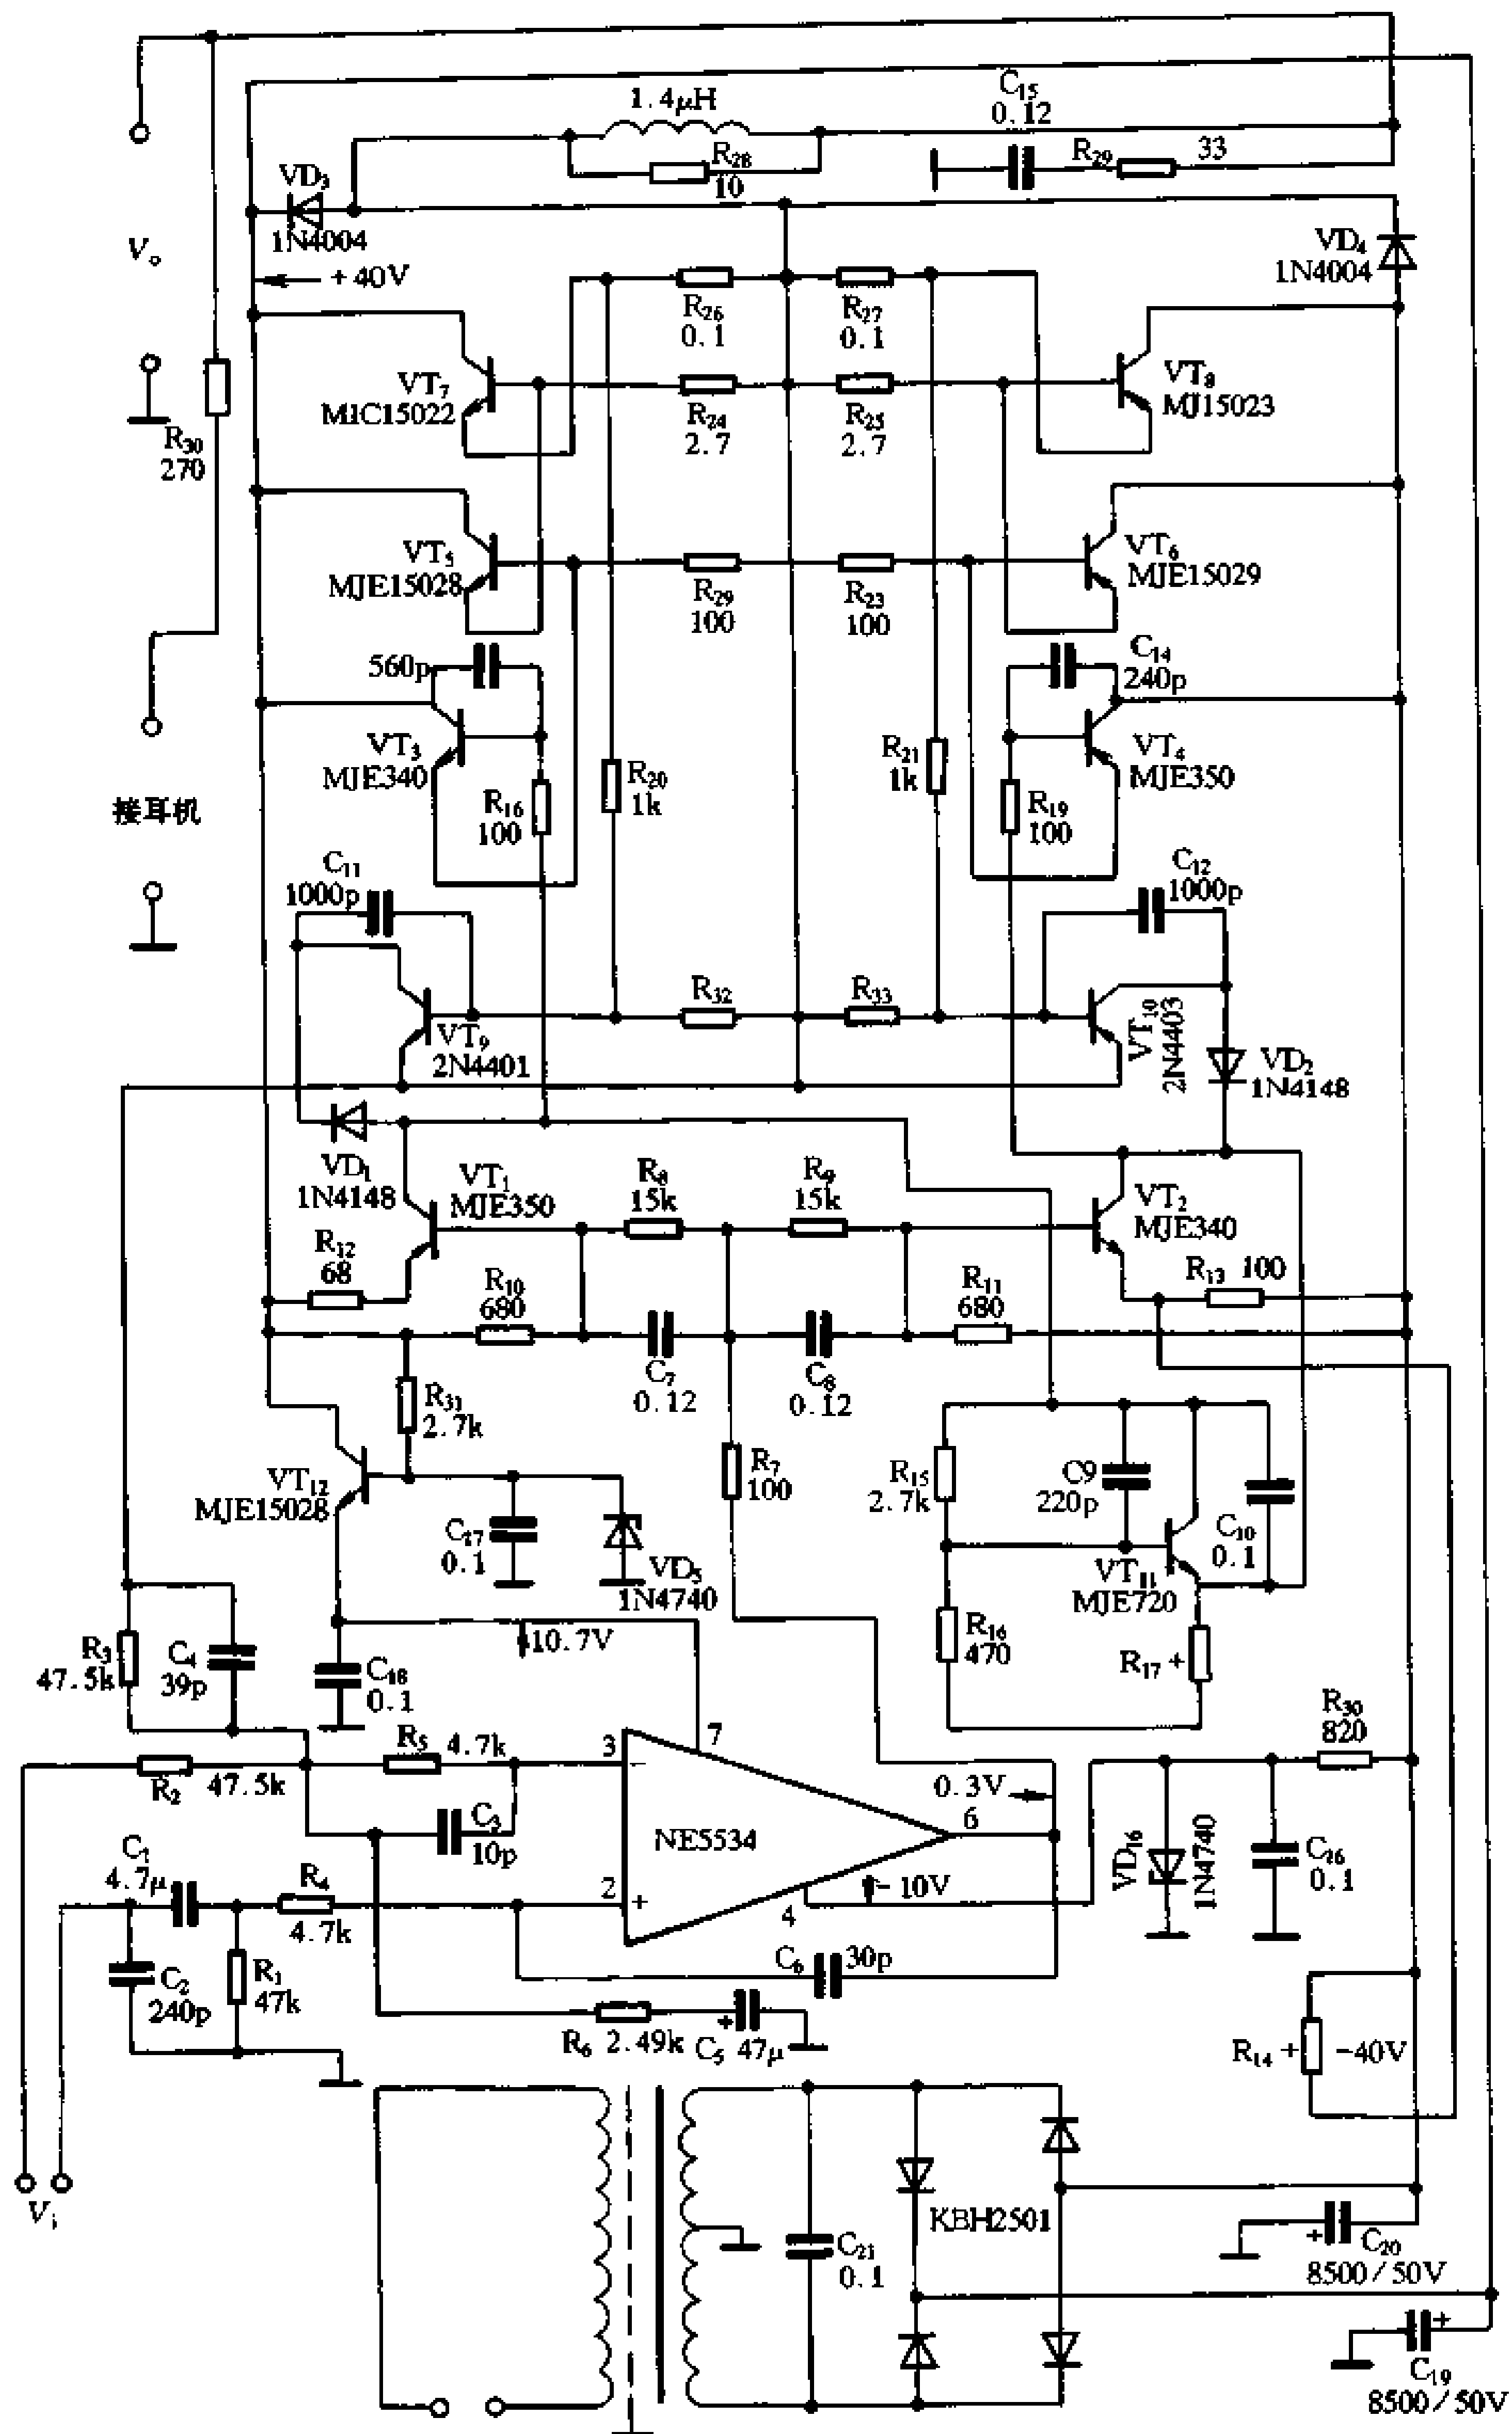 1.4μH
C₁₅
0.12
R₂₈
10
R₂₉
33
VD₃
1N4004
Vₒ
+40V
VD₄
1N4004
R₂₆
0.1
R₂₇
0.1
VT₇
MIC15022
R₂₄
2.7
R₂₅
2.7
VT₈
MJ15023
R₃₀
270
VT₅
MJE15028
R₂₉
100
R₂₃
100
VT₆
MJE15029
560p
C₁₄
240p
VT₃
MJE340
R₂₀
1k
R₂₁
1k
VT₄
MJE350
接耳机
R₁₆
100
R₁₉
100
C₁₁
1000p
C₁₂
1000p
VT₉
2N4401
R₃₂
R₃₃
VT₁₀
2N4403
VD₂
1N4148
VD₁
1N4148
VT₁
MJE350
R₈
15k
R₉
15k
VT₂
MJE340
R₁₂
68
R₁₀
680
R₁₁
680
R₁₃ 100
C₇
0.12
C₈
0.12
R₃₁
2.7k
VT₁₂
MJE15028
R₇
100
R₁₅
2.7k
C9
220p
C₁₀
0.1
C₂₇
0.1
VD₅
1N4740
VT₁₁
MJE720
R₃
47.5k
C₄
39p
C₁₈
0.1
10.7V
R₁₆
470
R₁₇ +
R₃₀
820
R₂
47.5k
R₅
4.7k
3
−
7
0.3V
NE5534
6
C₃
10p
C₁
4.7μ
R₄
4.7k
2
+
4
−10V
VD₁₆
1N4740
C₂₆
0.1
C₂
240p
R₁
47k
C₆
30p
R₆ 2.49k
+
C₅ 47μ
R₁₄ +
−40V
Vᵢ
KBH2501
C₂₁
0.1
+
C₂₀
8500/50V
+
C₁₉
8500/50V